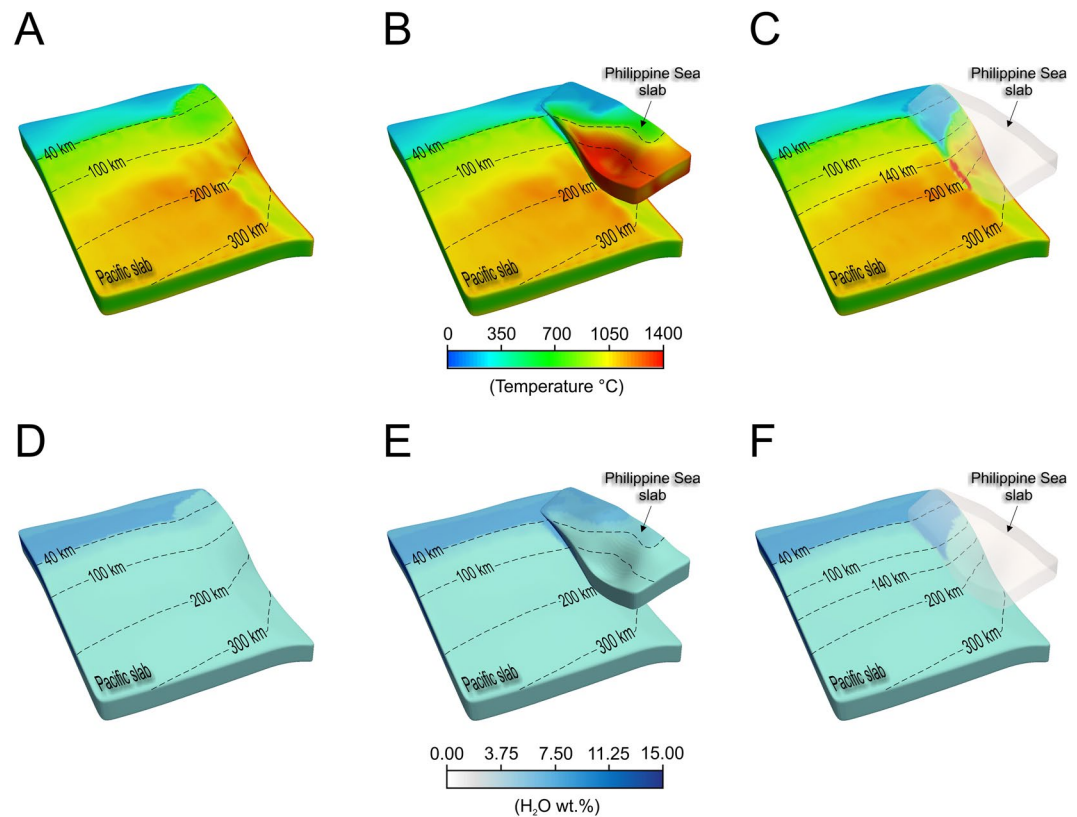 A
B
C
Philippine Sea
slab
Philippine Sea
slab
40 km
100 km
200 km
300 km
Pacific slab
40 km
100 km
200 km
300 km
Pacific slab
40 km
100 km
140 km
200 km
300 km
Pacific slab
0 350 700 1050 1400
(Temperature °C)
D
E
F
Philippine Sea
slab
Philippine Sea
slab
40 km
100 km
200 km
300 km
Pacific slab
40 km
100 km
200 km
300 km
Pacific slab
40 km
100 km
140 km
200 km
300 km
Pacific slab
0.00 3.75 7.50 11.25 15.00
(H₂O wt.%)